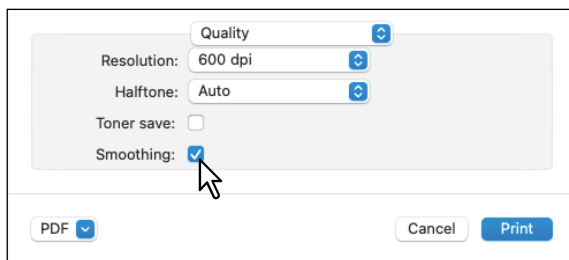 Quality
Resolution: 600 dpi
Halftone: Auto
Toner save:
Smoothing:
PDF Cancel Print